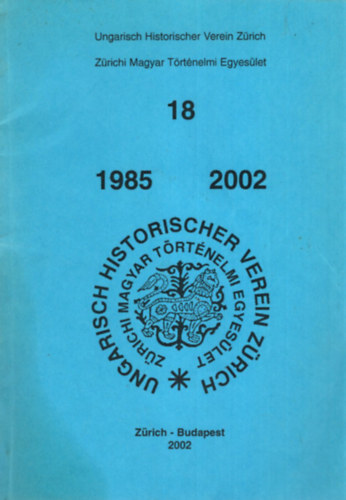 Ungarisch Historischer Verein Zürich
Zürichi Magyar Történelmi Egyesület
18
1985 2002
UNGARISCH HISTORISCHER VEREIN ZÜRICH
ZÜRICHI MAGYAR TÖRTÉNELMI EGYESÜLET
Zürich - Budapest
2002